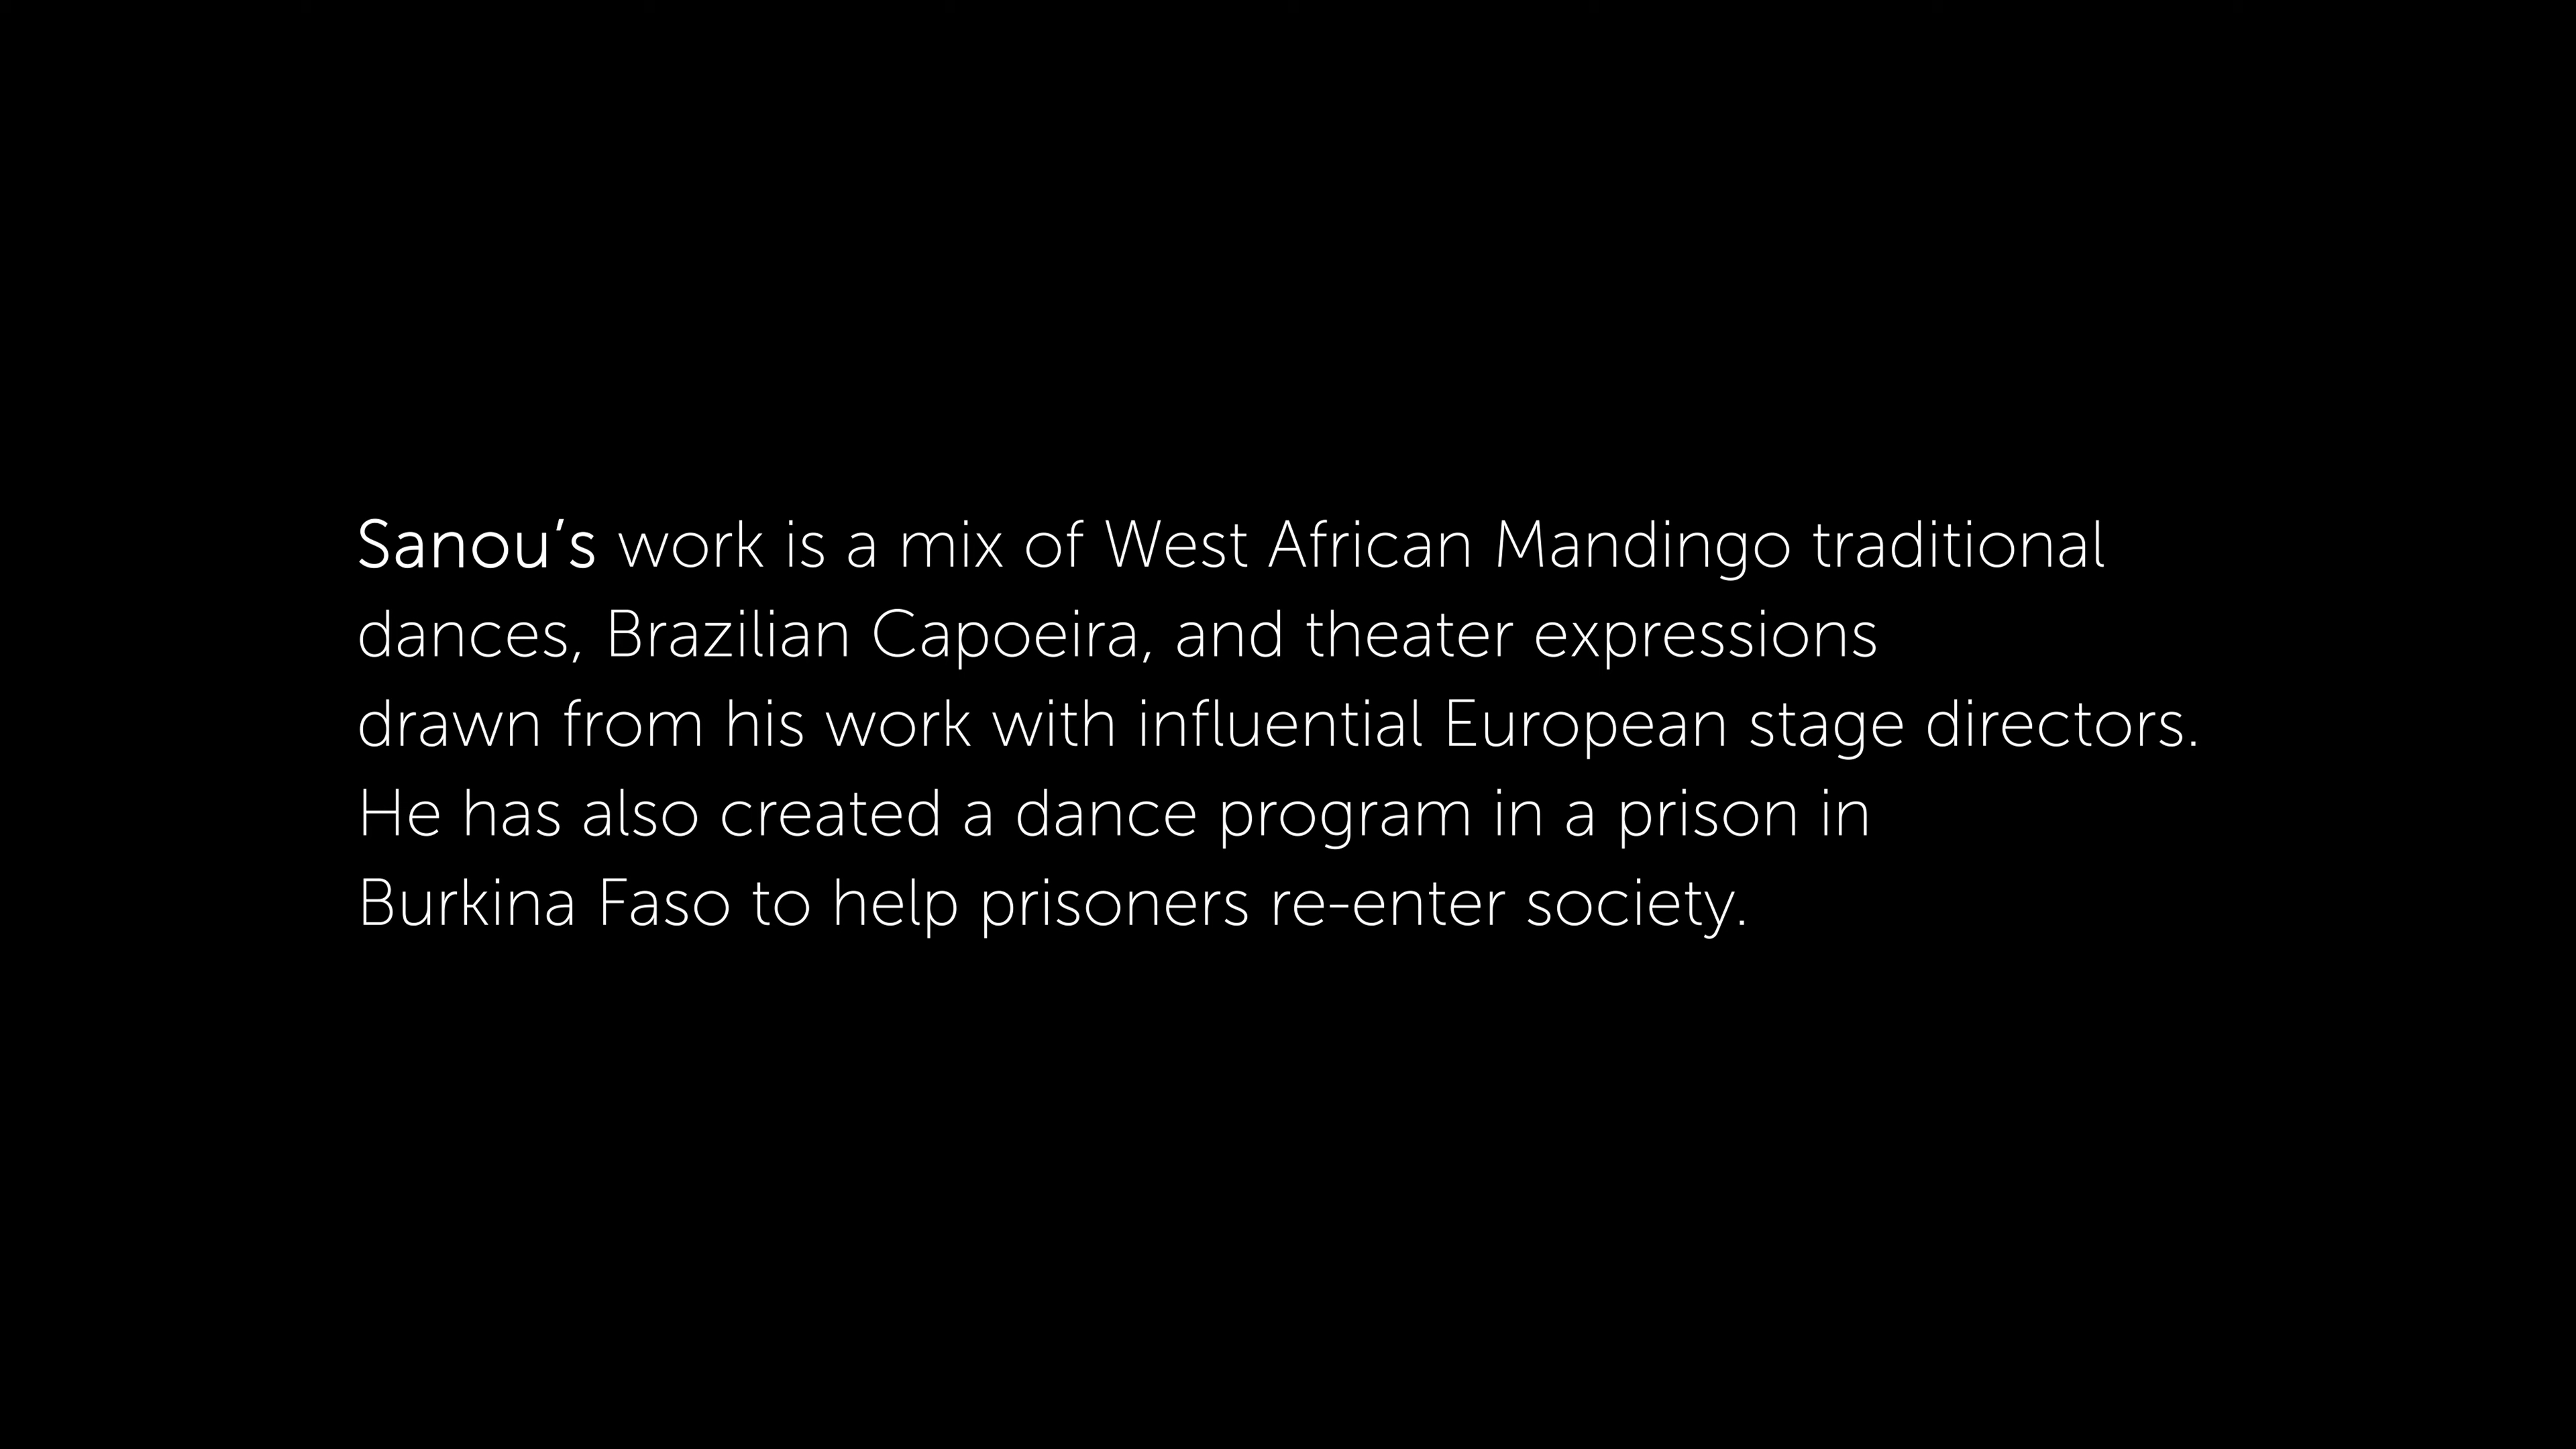 Sanou’s work is a mix of West African Mandingo traditional
dances, Brazilian Capoeira, and theater expressions
drawn from his work with influential European stage directors.
He has also created a dance program in a prison in
Burkina Faso to help prisoners re-enter society.